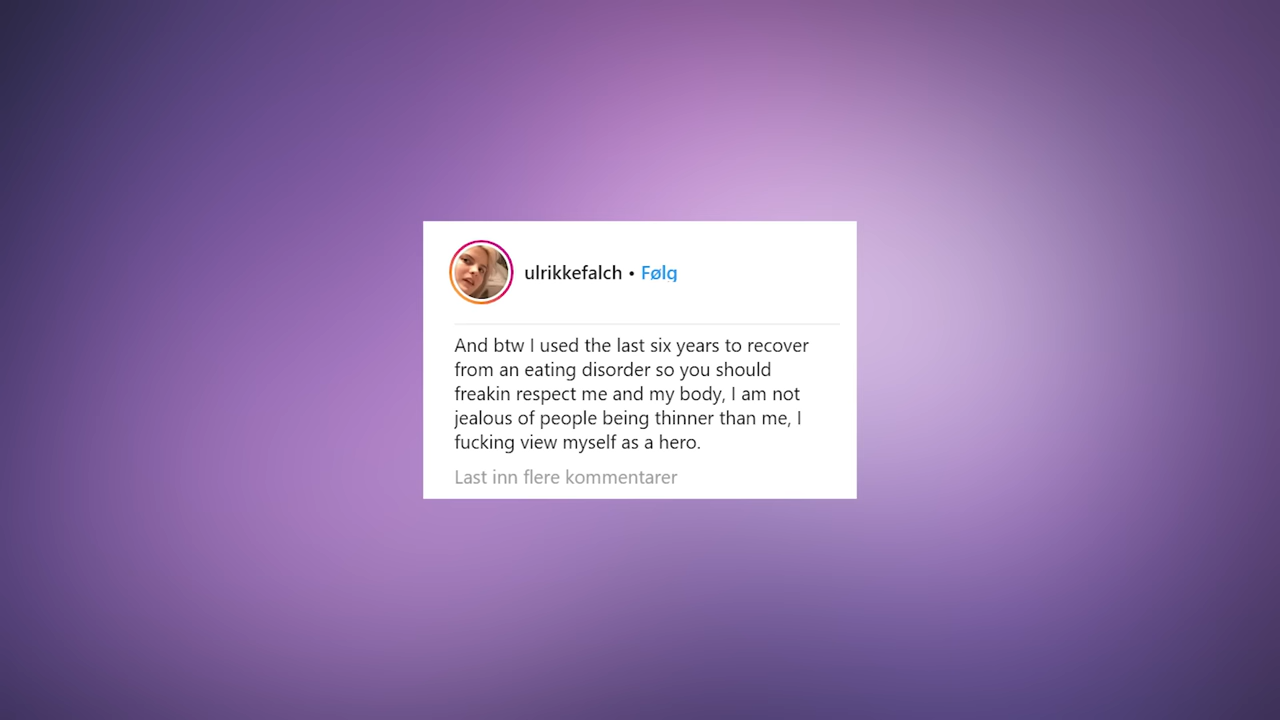 ulrikkefalch • Følg
And btw I used the last six years to recover
from an eating disorder so you should
freakin respect me and my body, I am not
jealous of people being thinner than me, I
fucking view myself as a hero.
Last inn flere kommentarer